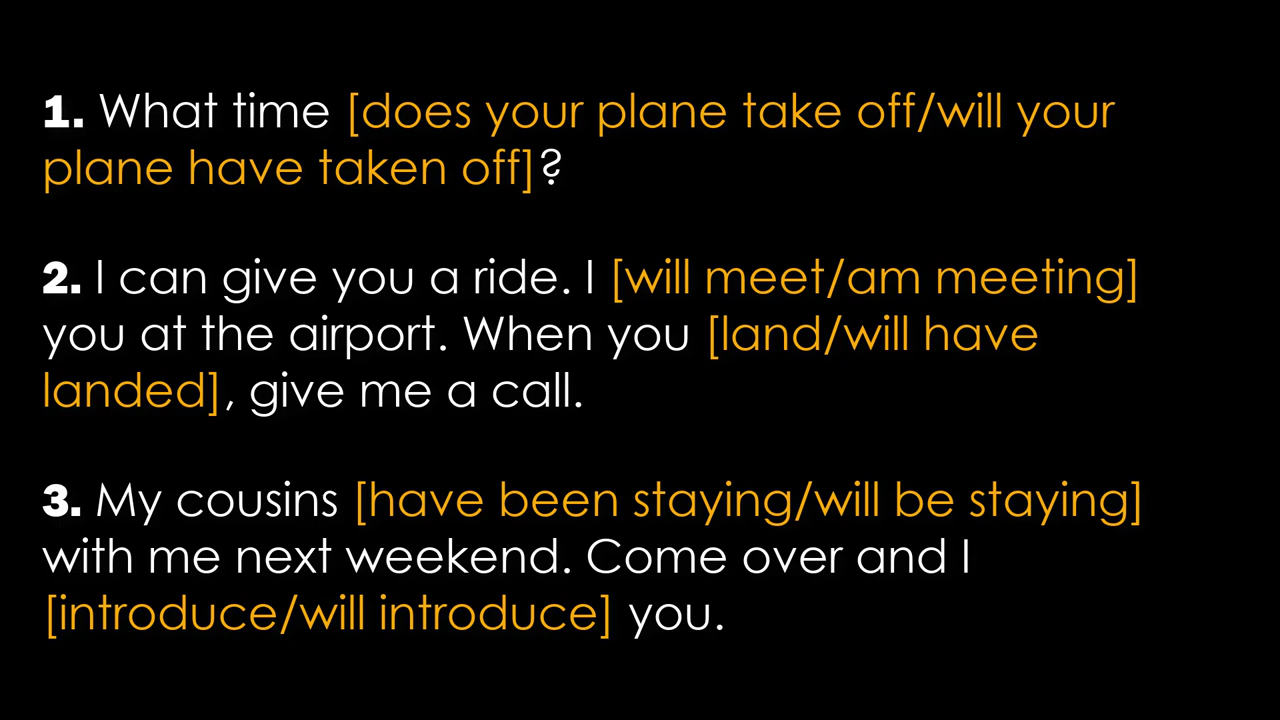 1. What time [does your plane take off/will your
plane have taken off]?
2. I can give you a ride. I [will meet/am meeting]
you at the airport. When you [land/will have
landed], give me a call.
3. My cousins [have been staying/will be staying]
with me next weekend. Come over and I
[introduce/will introduce] you.